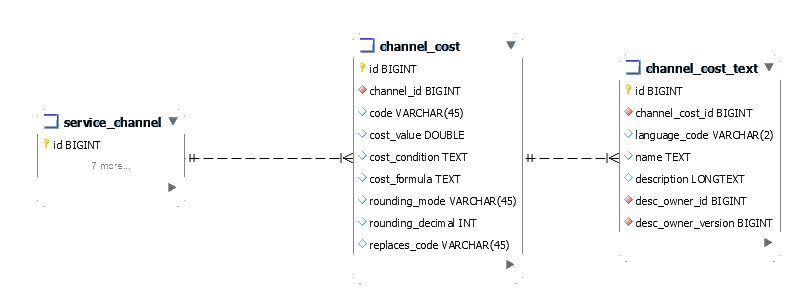 service_channel
id BIGINT
7 more...
channel_cost
id BIGINT
channel_id BIGINT
code VARCHAR(45)
cost_value DOUBLE
cost_condition TEXT
cost_formula TEXT
rounding_mode VARCHAR(45)
rounding_decimal INT
replaces_code VARCHAR(45)
channel_cost_text
id BIGINT
channel_cost_id BIGINT
language_code VARCHAR(2)
name TEXT
description LONGTEXT
desc_owner_id BIGINT
desc_owner_version BIGINT